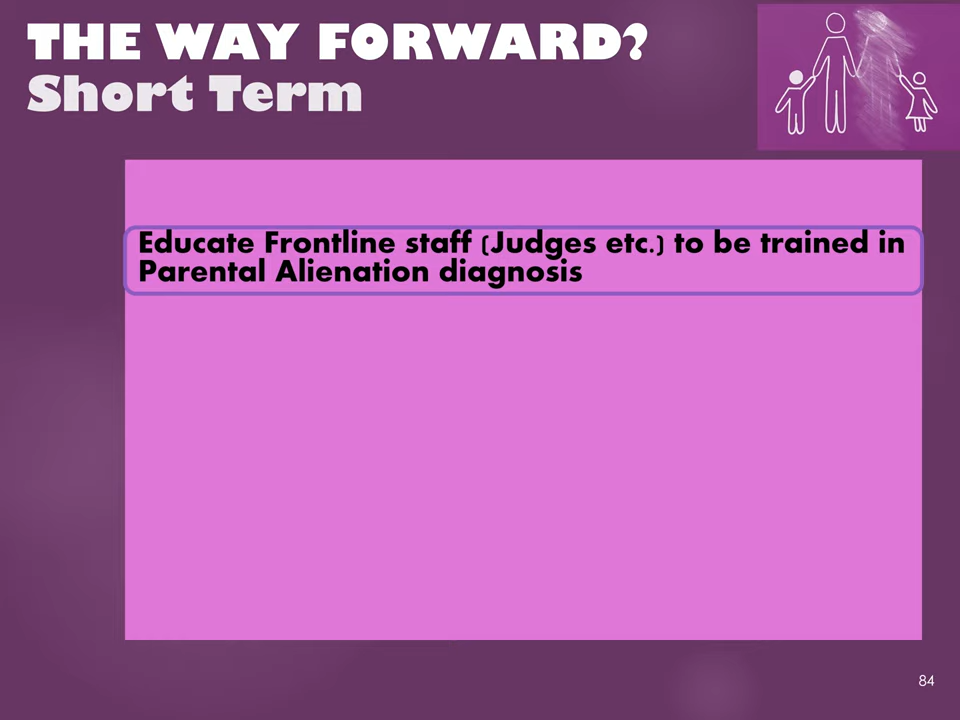 THE WAY FORWARD?
Short Term
Educate Frontline staff (Judges etc.) to be trained in
Parental Alienation diagnosis
84